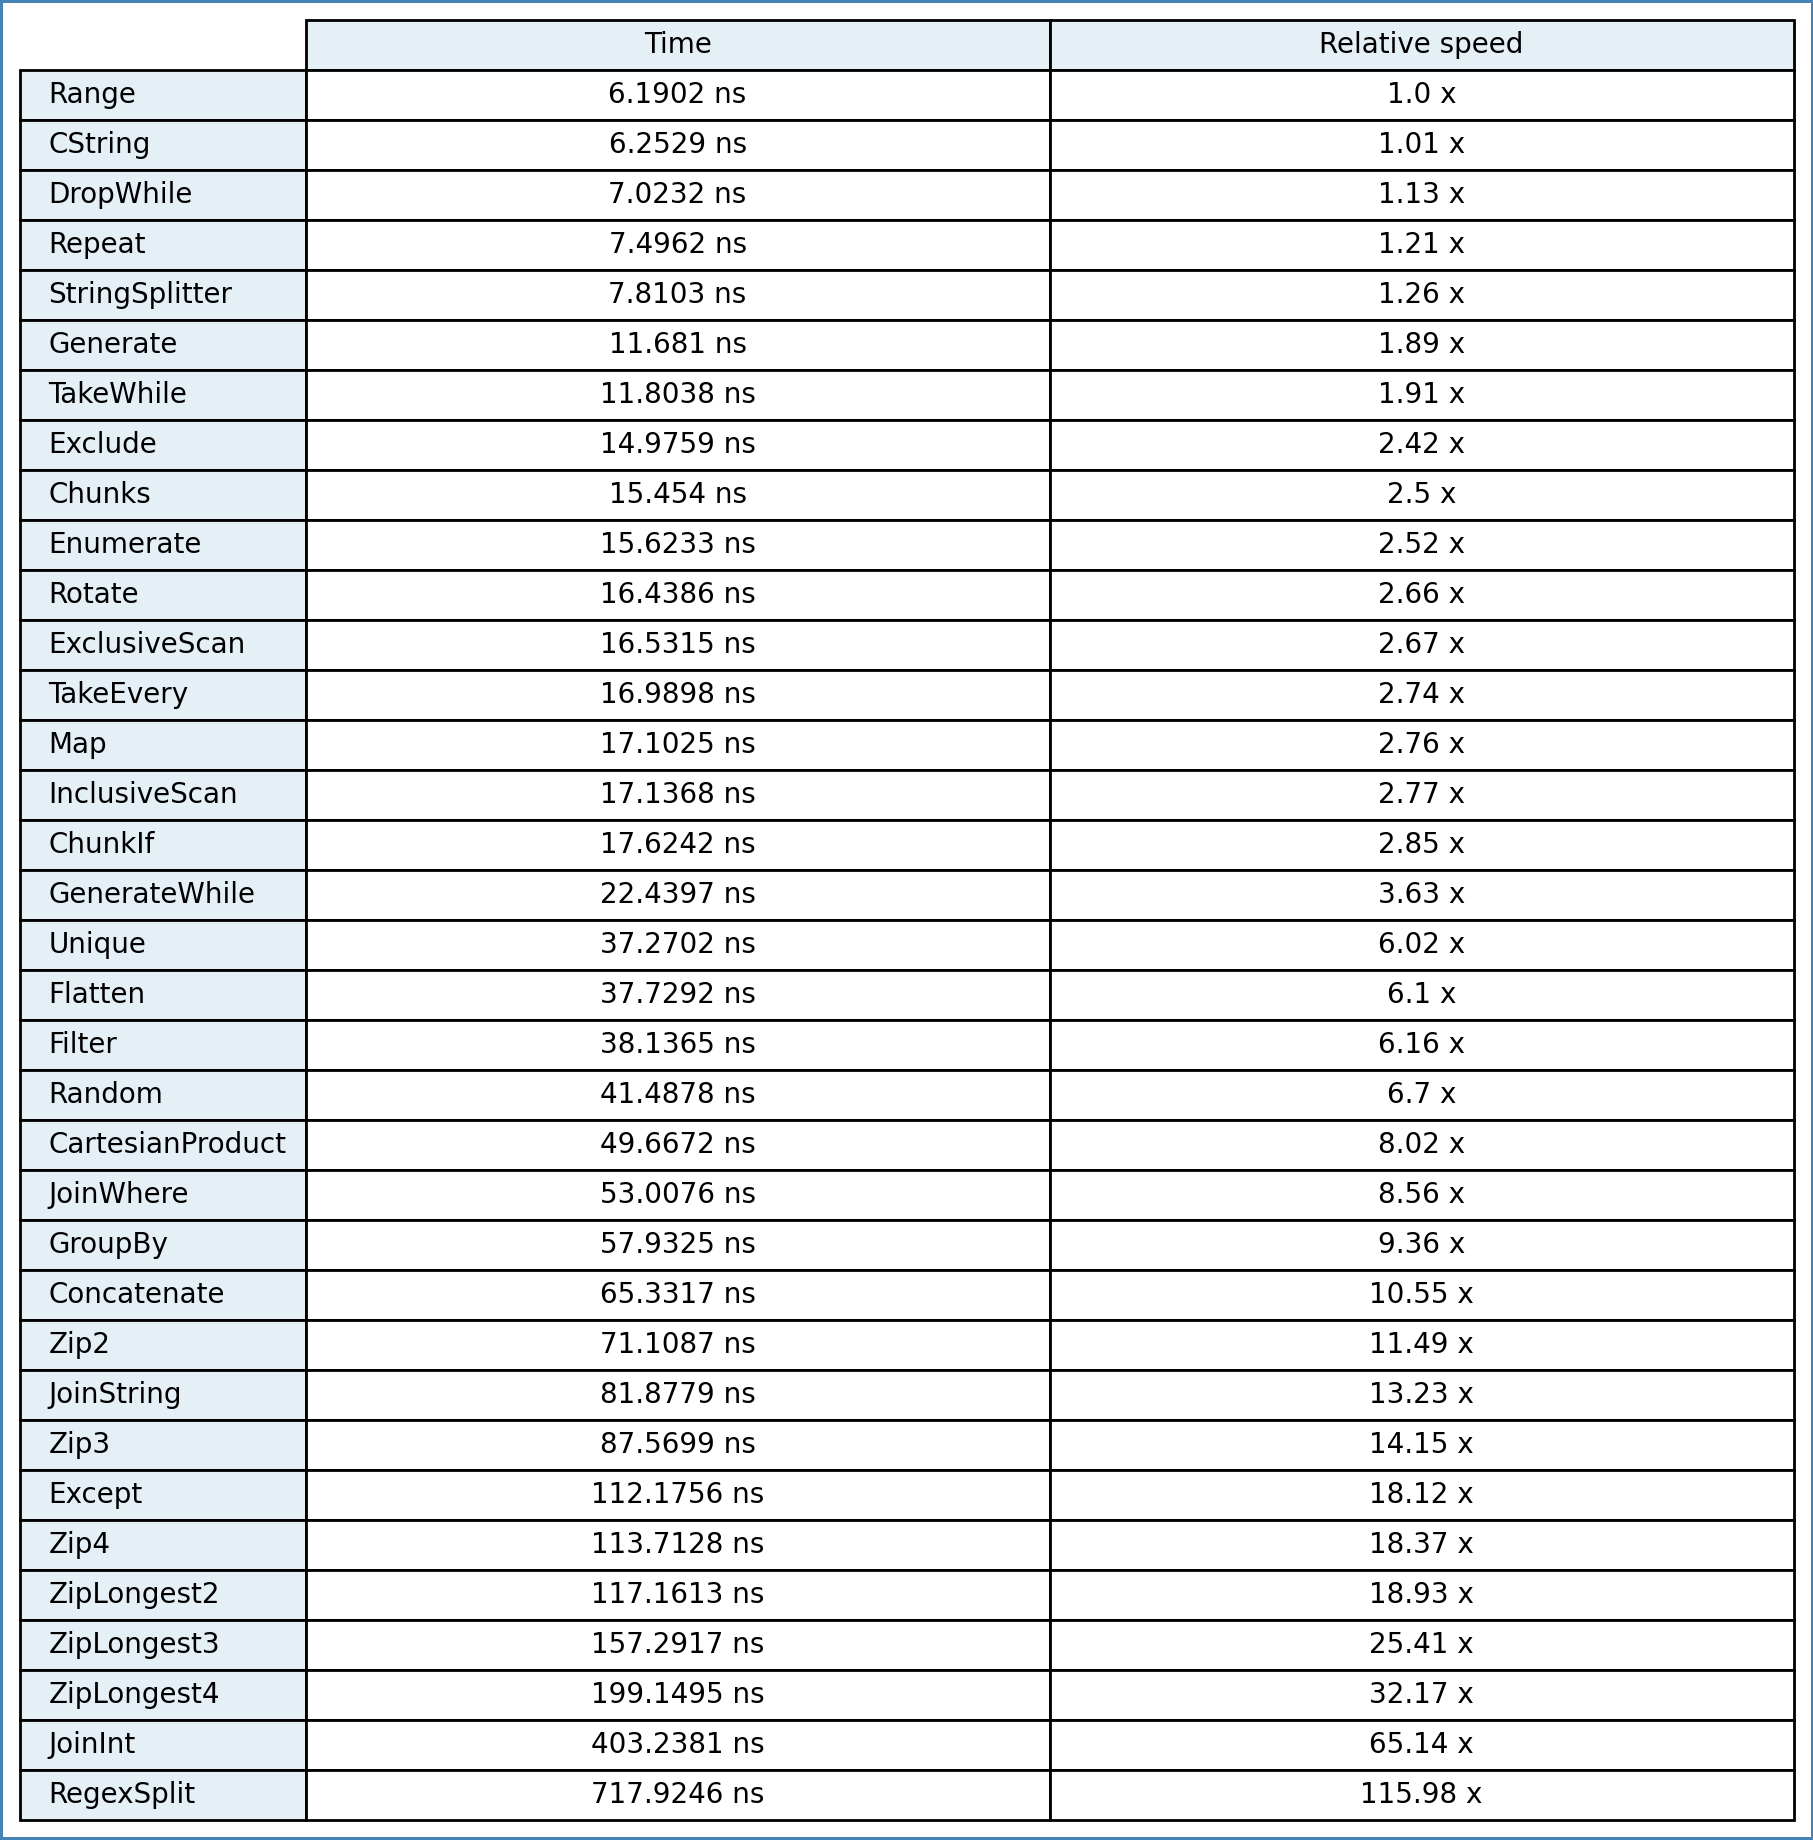 Time Relative speed
Range 6.1902 ns 1.0 x
CString 6.2529 ns 1.01 x
DropWhile 7.0232 ns 1.13 x
Repeat 7.4962 ns 1.21 x
StringSplitter 7.8103 ns 1.26 x
Generate 11.681 ns 1.89 x
TakeWhile 11.8038 ns 1.91 x
Exclude 14.9759 ns 2.42 x
Chunks 15.454 ns 2.5 x
Enumerate 15.6233 ns 2.52 x
Rotate 16.4386 ns 2.66 x
ExclusiveScan 16.5315 ns 2.67 x
TakeEvery 16.9898 ns 2.74 x
Map 17.1025 ns 2.76 x
InclusiveScan 17.1368 ns 2.77 x
ChunkIf 17.6242 ns 2.85 x
GenerateWhile 22.4397 ns 3.63 x
Unique 37.2702 ns 6.02 x
Flatten 37.7292 ns 6.1 x
Filter 38.1365 ns 6.16 x
Random 41.4878 ns 6.7 x
CartesianProduct 49.6672 ns 8.02 x
JoinWhere 53.0076 ns 8.56 x
GroupBy 57.9325 ns 9.36 x
Concatenate 65.3317 ns 10.55 x
Zip2 71.1087 ns 11.49 x
JoinString 81.8779 ns 13.23 x
Zip3 87.5699 ns 14.15 x
Except 112.1756 ns 18.12 x
Zip4 113.7128 ns 18.37 x
ZipLongest2 117.1613 ns 18.93 x
ZipLongest3 157.2917 ns 25.41 x
ZipLongest4 199.1495 ns 32.17 x
JoinInt 403.2381 ns 65.14 x
RegexSplit 717.9246 ns 115.98 x